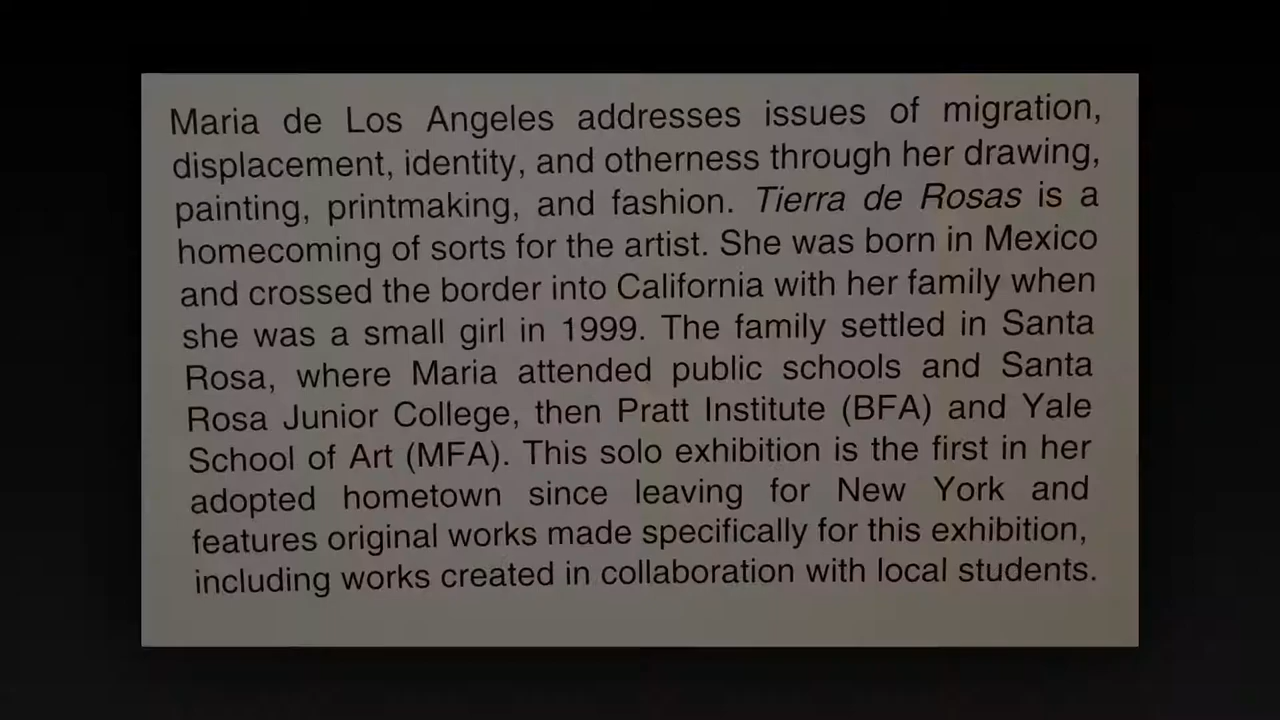 Maria de Los Angeles addresses issues of migration,
displacement, identity, and otherness through her drawing,
painting, printmaking, and fashion. Tierra de Rosas is a
homecoming of sorts for the artist. She was born in Mexico
and crossed the border into California with her family when
she was a small girl in 1999. The family settled in Santa
Rosa, where Maria attended public schools and Santa
Rosa Junior College, then Pratt Institute (BFA) and Yale
School of Art (MFA). This solo exhibition is the first in her
adopted hometown since leaving for New York and
features original works made specifically for this exhibition,
including works created in collaboration with local students.